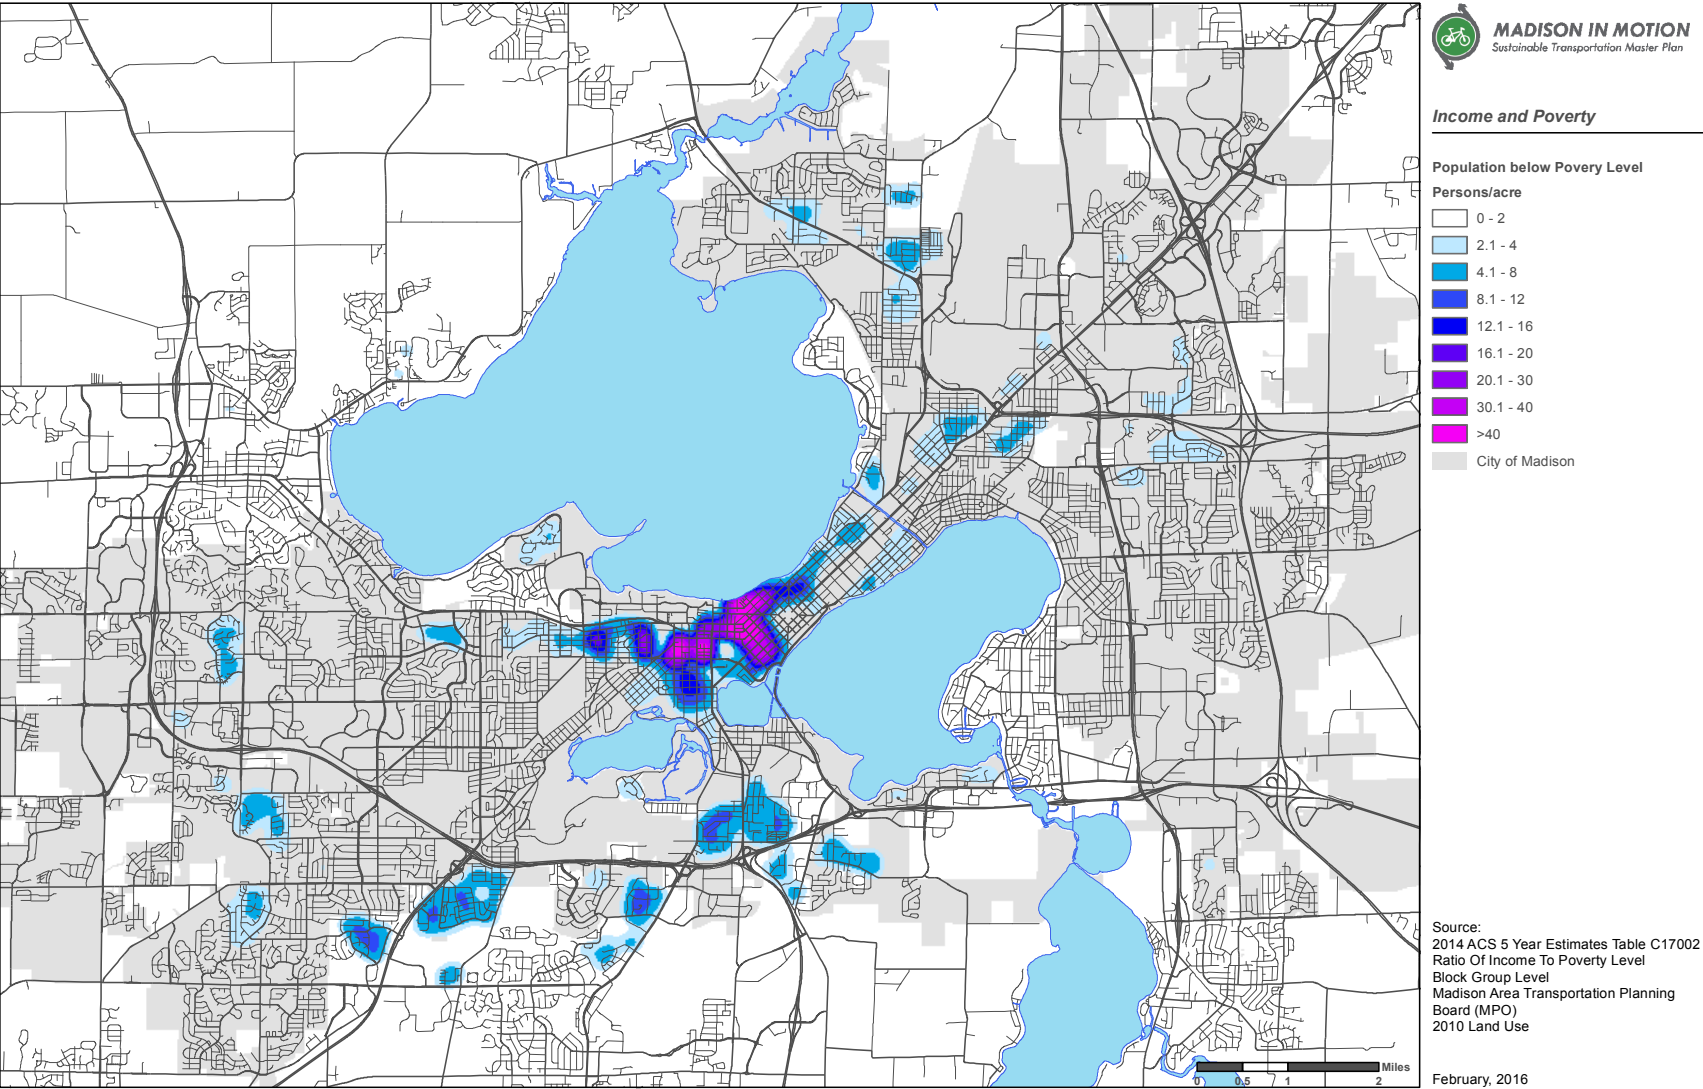 MADISON IN MOTION
Sustainable Transportation Master Plan
Income and Poverty
Population below Povery Level
Persons/acre
0 - 2
2.1 - 4
4.1 - 8
8.1 - 12
12.1 - 16
16.1 - 20
20.1 - 30
30.1 - 40
>40
City of Madison
Source:
2014 ACS 5 Year Estimates Table C17002
Ratio Of Income To Poverty Level
Block Group Level
Madison Area Transportation Planning
Board (MPO)
2010 Land Use
Miles
0 0.5 1 2
February, 2016